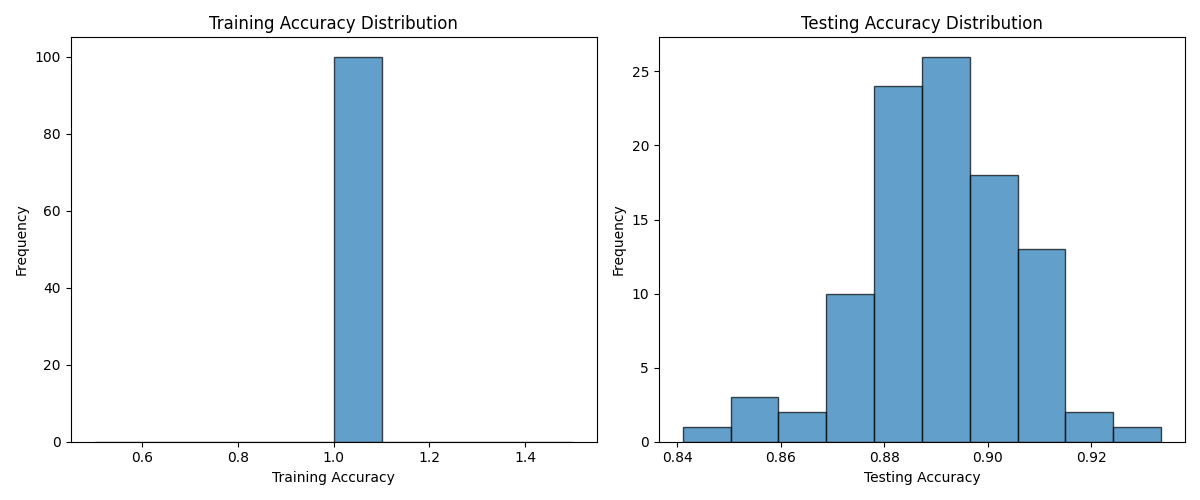 Training Accuracy Distribution
Frequency
100
80
60
40
20
0
0.6 0.8 1.0 1.2 1.4
Training Accuracy
Testing Accuracy Distribution
Frequency
25
20
15
10
5
0
0.84 0.86 0.88 0.90 0.92
Testing Accuracy